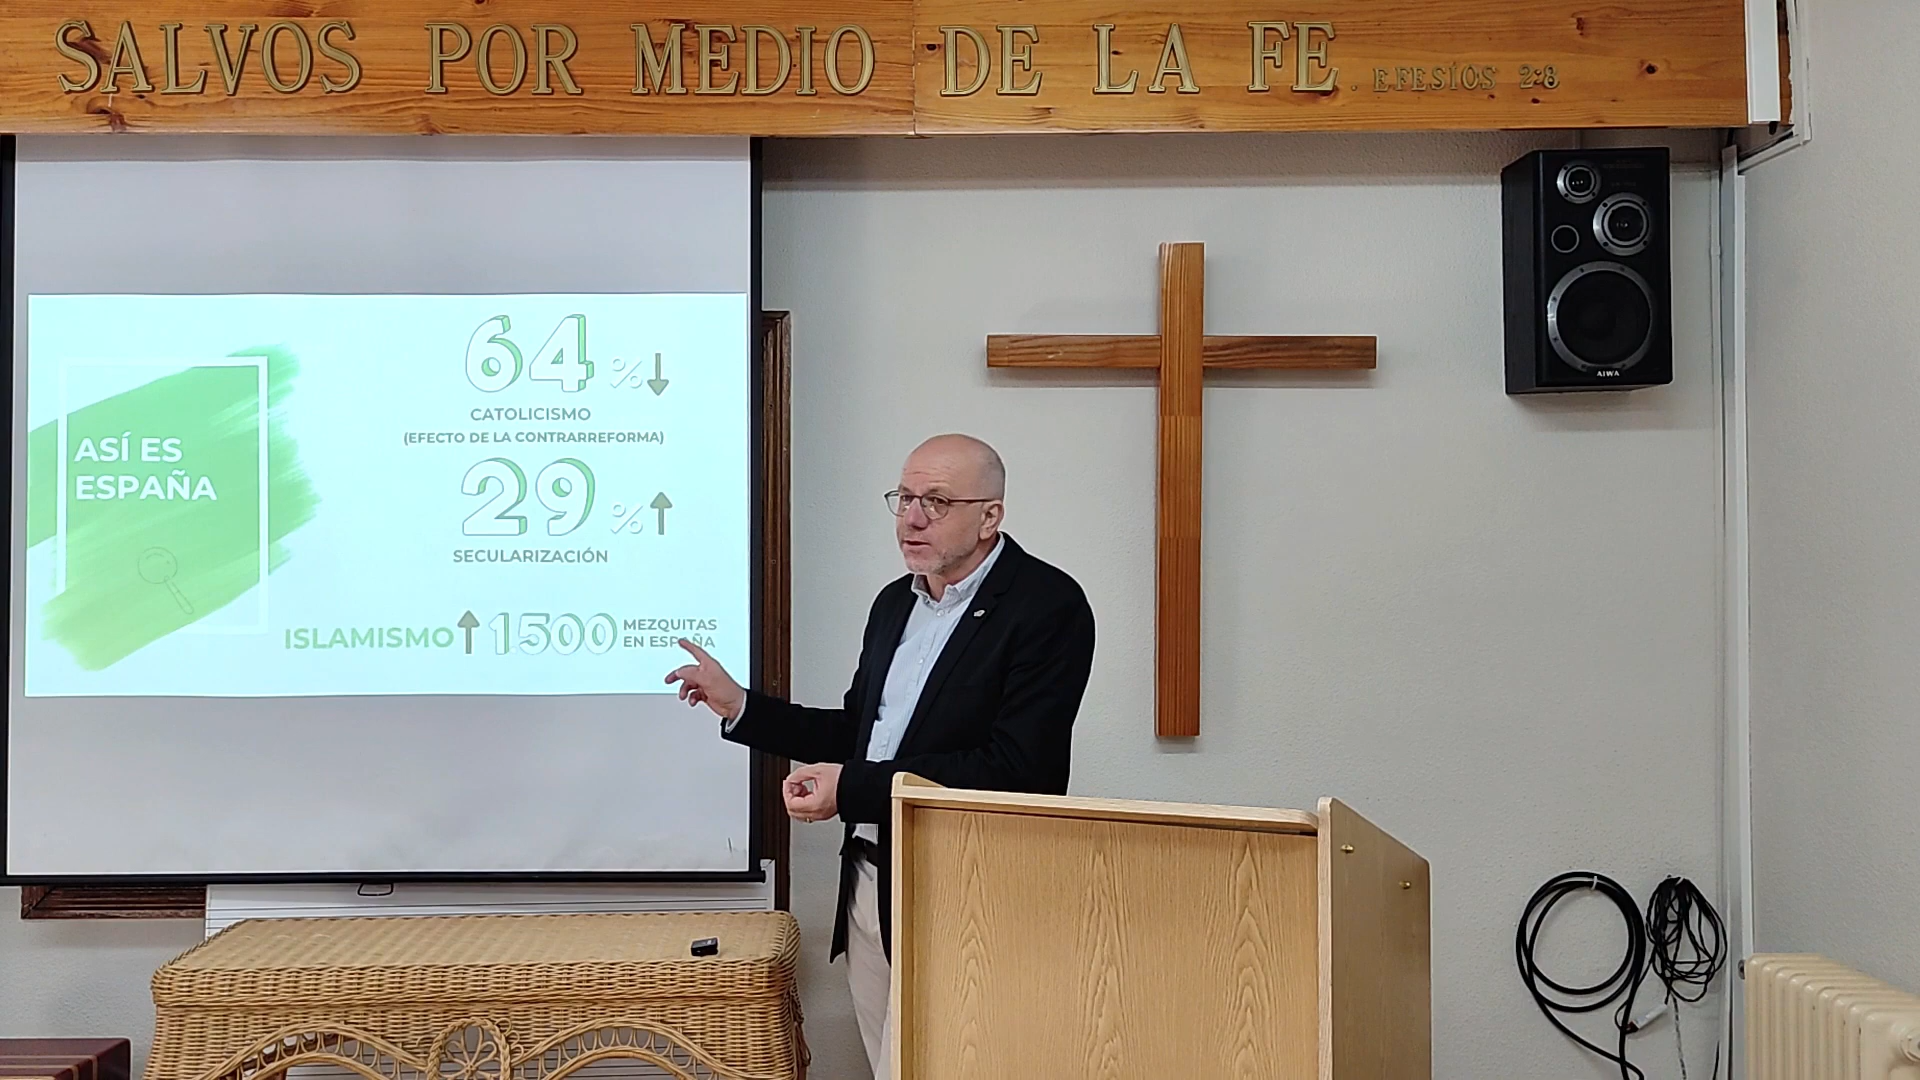 SALVOS POR MEDIO DE LA FE. EFESÍOS 2:8
ASÍ ES
ESPAÑA
64 %
CATOLICISMO
(EFECTO DE LA CONTRARREFORMA)
29 %
SECULARIZACIÓN
ISLAMISMO 1500 MEZQUITAS
EN ESPAÑA
AIWA